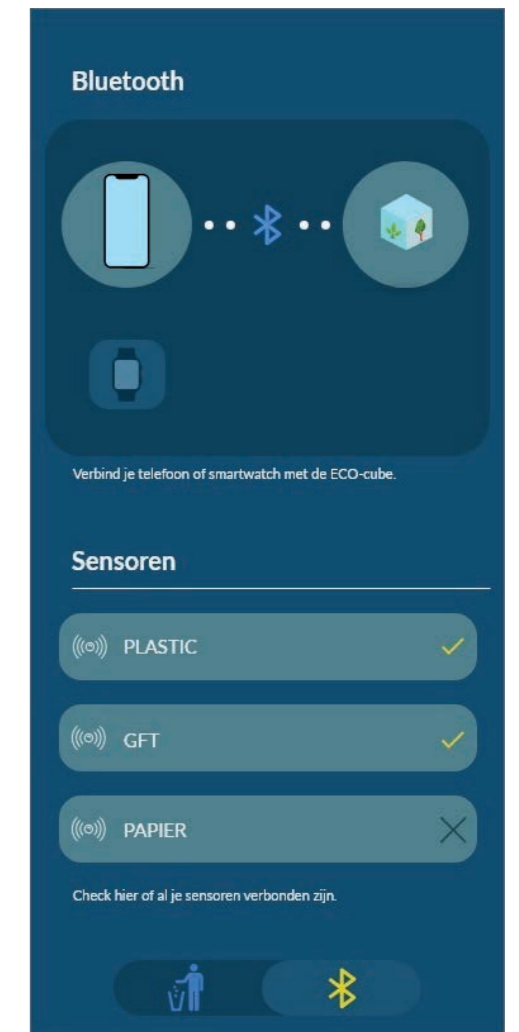 Bluetooth
Verbind je telefoon of smartwatch met de ECO-cube.
Sensoren
PLASTIC
GFT
PAPIER
Check hier of al je sensoren verbonden zijn.